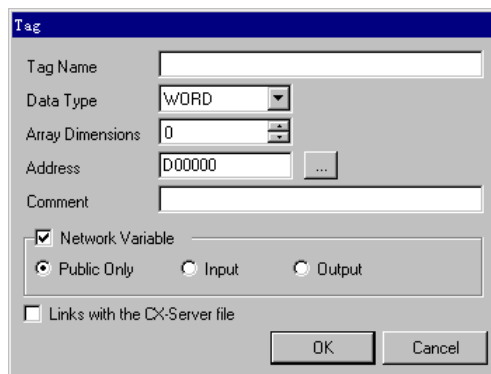 Tag
Tag Name
Data Type WORD
Array Dimensions 0
Address D00000 ...
Comment
Network Variable
Public Only Input Output
Links with the CX-Server file
OK Cancel